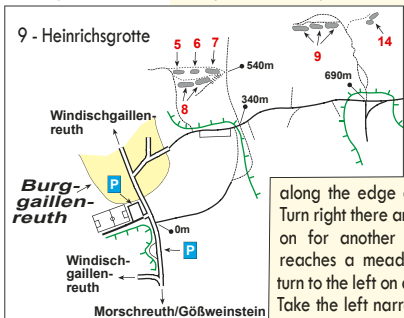 9 - Heinrichsgrotte
5 6 7
8
9
14
540m
690m
340m
Windischgaillen-
reuth
P
Burg-
gaillen-
reuth
0m
P
Windisch-
gaillen-
reuth
Morschreuth/Gößweinstein
along the edge
Turn right there
on for another
reaches a mead
turn to the left on
Take the left narr